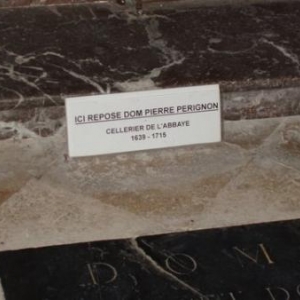 ICI REPOSE DOM PIERRE PERIGNON
CELLERIER DE L'ABBAYE
1639 - 1715
D O M